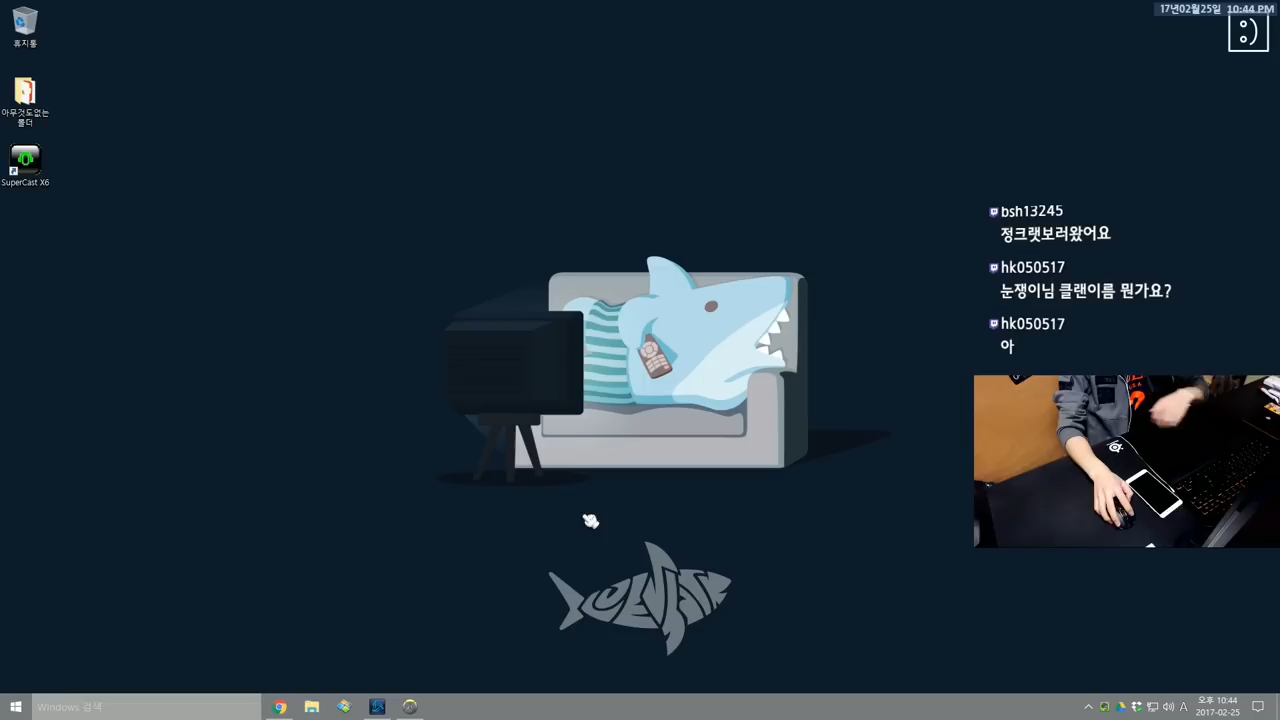 17년02월25일 10:44 PM
:)
휴지통
아무것도없는
폴더
SuperCast X6
bsh13245
정크랫보러왔어요
hk050517
눈쟁이님 클랜이름 뭔가요?
hk050517
아
Windows 검색
A
오후 10:44
2017-02-25